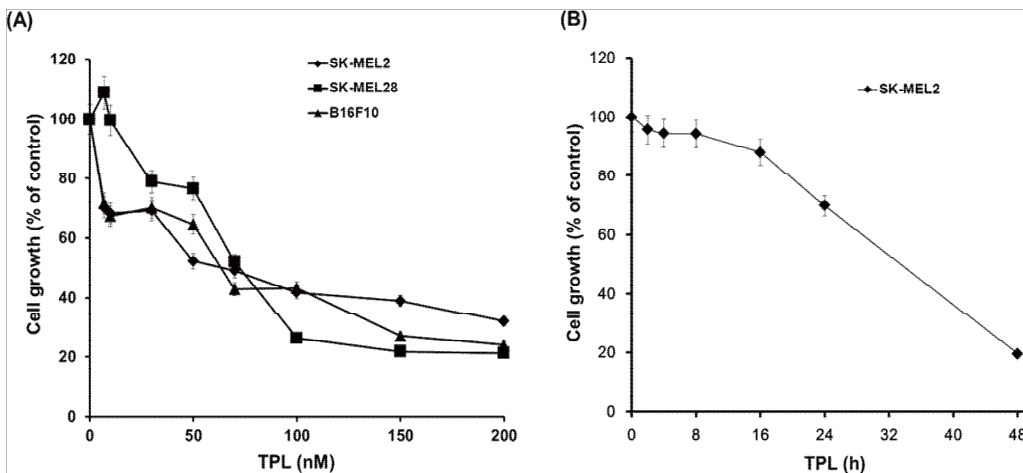 (A)
Cell growth (% of control)
120
100
80
60
40
20
0
SK-MEL2
SK-MEL28
B16F10
0 50 100 150 200
TPL (nM)
(B)
Cell growth (% of control)
120
100
80
60
40
20
0
SK-MEL2
0 8 16 24 32 40 48
TPL (h)